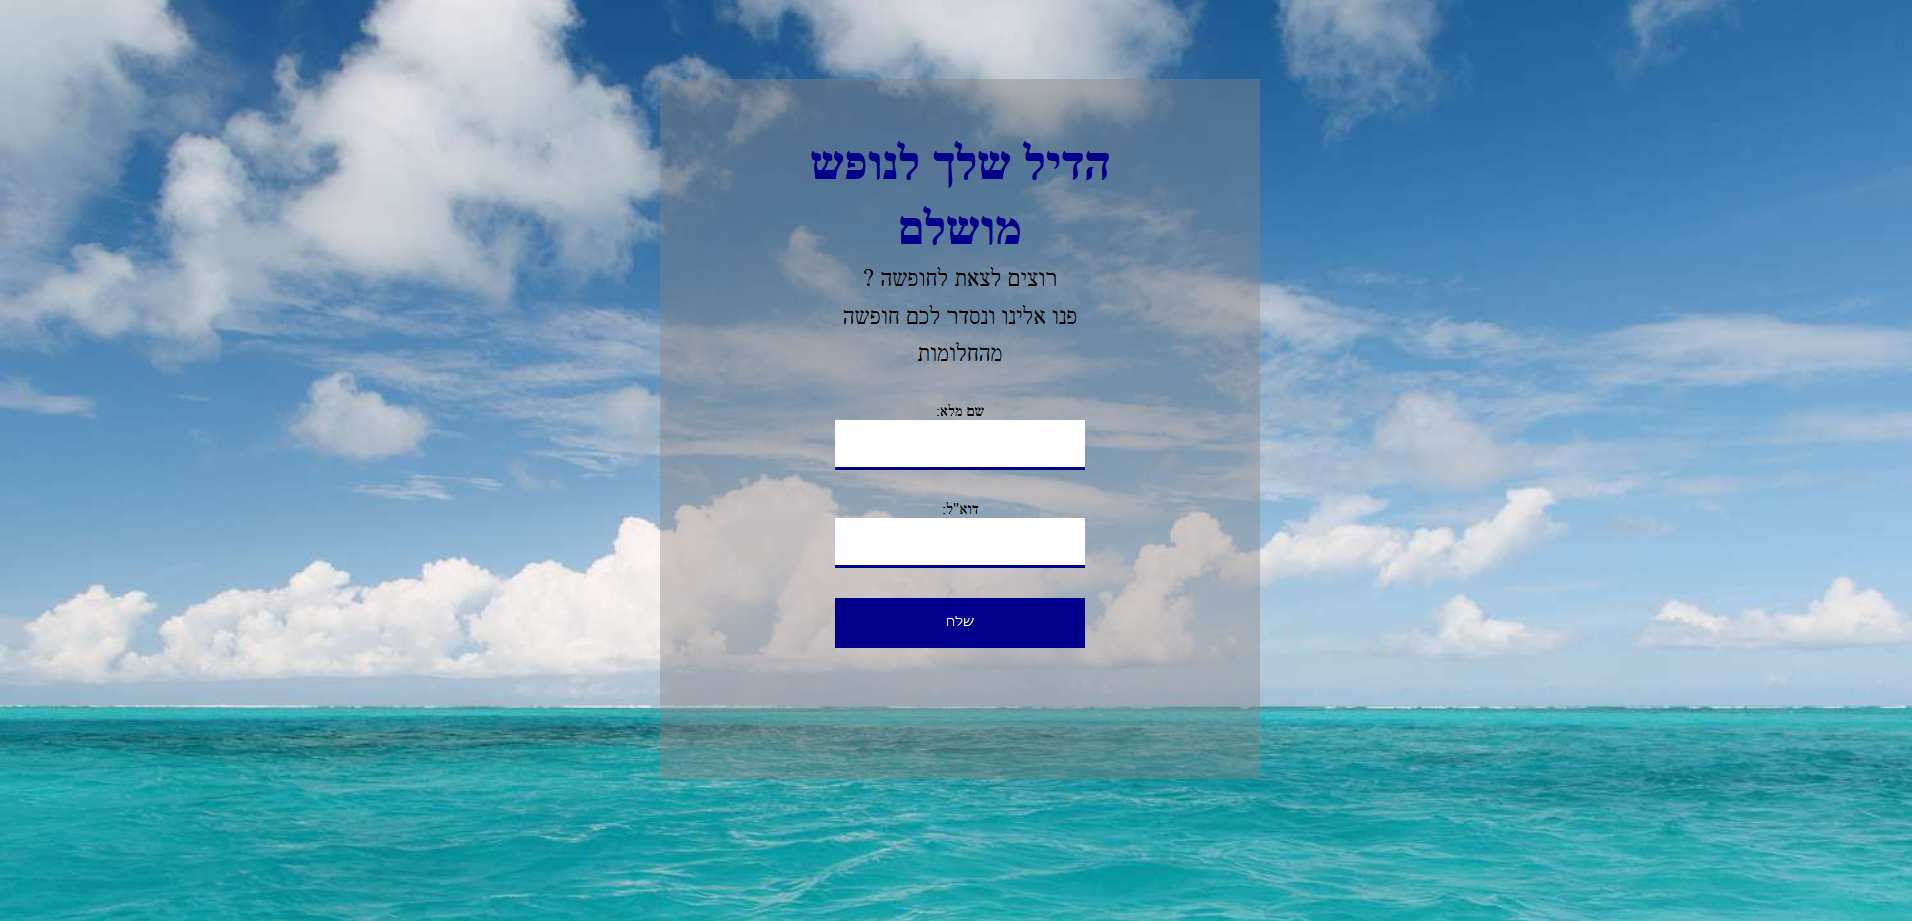 הדיל שלך לנופש
מושלם
רוצים לצאת לחופשה ?
פנו אלינו ונסדר לכם חופשה
מהחלומות
שם מלא:
דוא"ל:
שלח